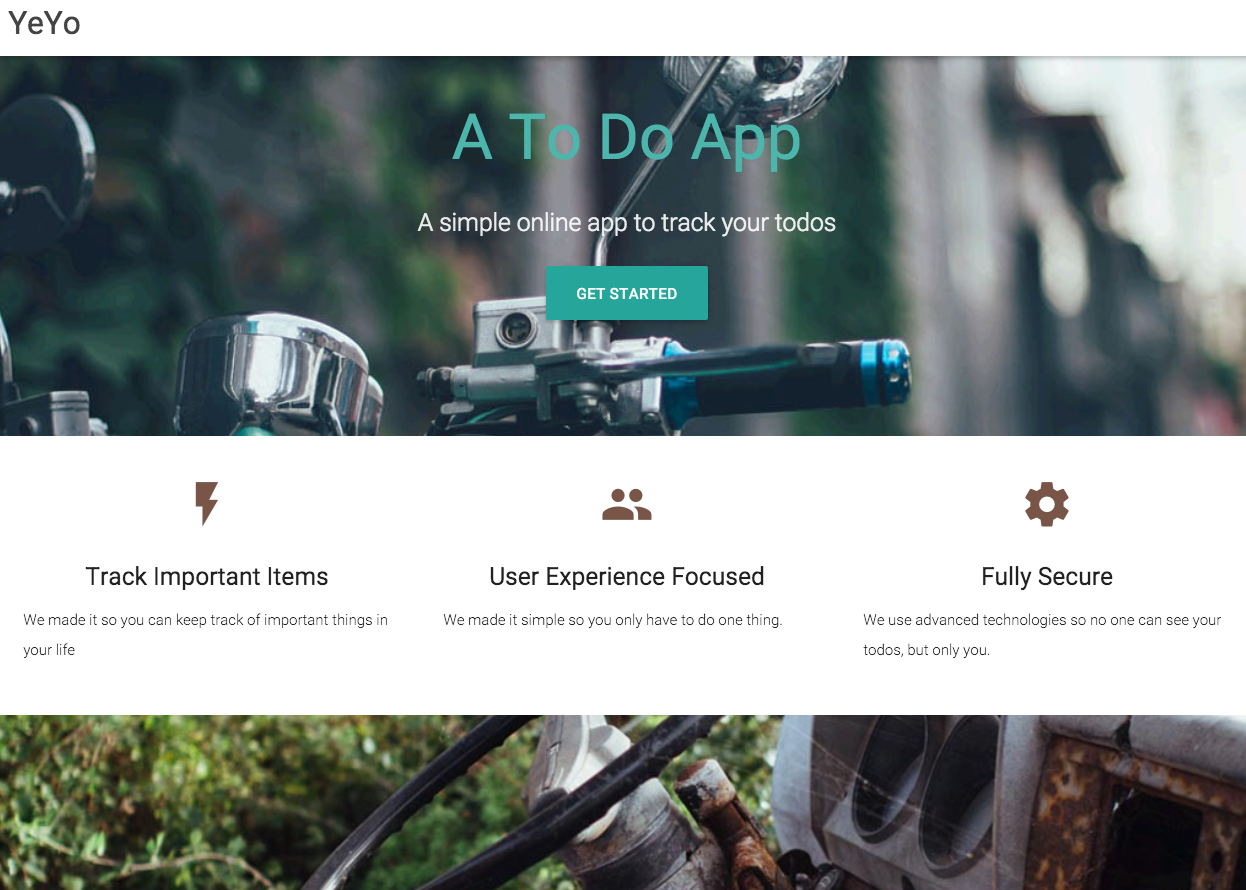 YeYo
A To Do App
A simple online app to track your todos
GET STARTED
Track Important Items
We made it so you can keep track of important things in
your life
User Experience Focused
We made it simple so you only have to do one thing.
Fully Secure
We use advanced technologies so no one can see your
todos, but only you.